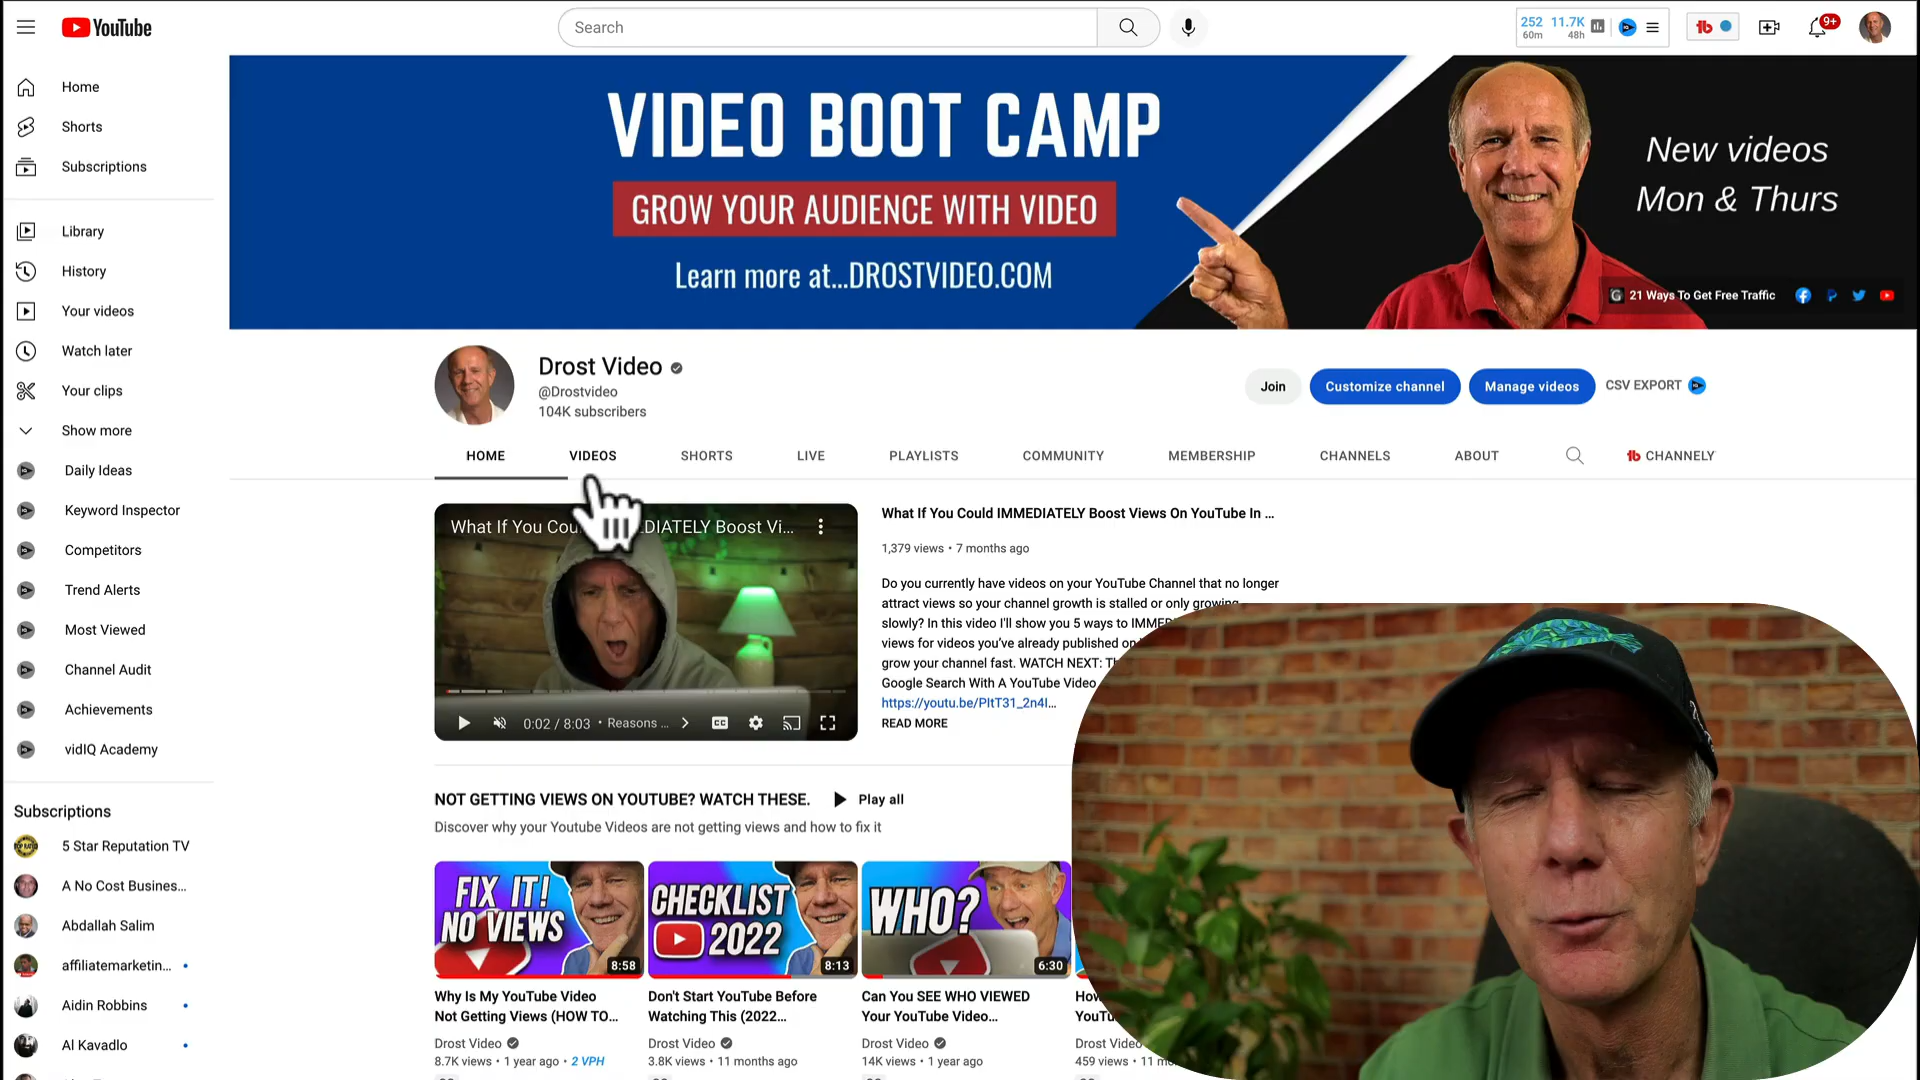 YouTube
Search
252 11.7K
60m 48h
9+
Home
Shorts
Subscriptions
Library
History
Your videos
Watch later
Your clips
Show more
Daily Ideas
Keyword Inspector
Competitors
Trend Alerts
Most Viewed
Channel Audit
Achievements
vidIQ Academy
Subscriptions
5 Star Reputation TV
A No Cost Busines...
Abdallah Salim
affiliatemarketin...
Aidin Robbins
Al Kavadlo
VIDEO BOOT CAMP
GROW YOUR AUDIENCE WITH VIDEO
Learn more at...DROSTVIDEO.COM
New videos
Mon & Thurs
21 Ways To Get Free Traffic
Drost Video
@Drostvideo
104K subscribers
Join
Customize channel
Manage videos
CSV EXPORT
HOME
VIDEOS
SHORTS
LIVE
PLAYLISTS
COMMUNITY
MEMBERSHIP
CHANNELS
ABOUT
CHANNELY
What If You Cou DIATELY Boost Vi...
0:02 / 8:03 • Reasons ...
What If You Could IMMEDIATELY Boost Views On YouTube In ...
1,379 views • 7 months ago
Do you currently have videos on your YouTube Channel that no longer
attract views so your channel growth is stalled or only growing
slowly? In this video I'll show you 5 ways to
views for videos you've already published
grow your channel fast. WATCH NEXT:
Google Search With A YouTube Video
https://youtu.be/PItT31_2n4I...
READ MORE
NOT GETTING VIEWS ON YOUTUBE? WATCH THESE.
Play all
Discover why your Youtube Videos are not getting views and how to fix it
FIX IT!
NO VIEWS
8:58
CHECKLIST
2022
8:13
WHO?
6:30
Why Is My YouTube Video
Not Getting Views (HOW TO...
Drost Video
8.7K views • 1 year ago • 2 VPH
Don't Start YouTube Before
Watching This (2022...
Drost Video
3.8K views • 11 months ago
Can You SEE WHO VIEWED
Your YouTube Video...
Drost Video
14K views • 1 year ago
Drost Video
459 views